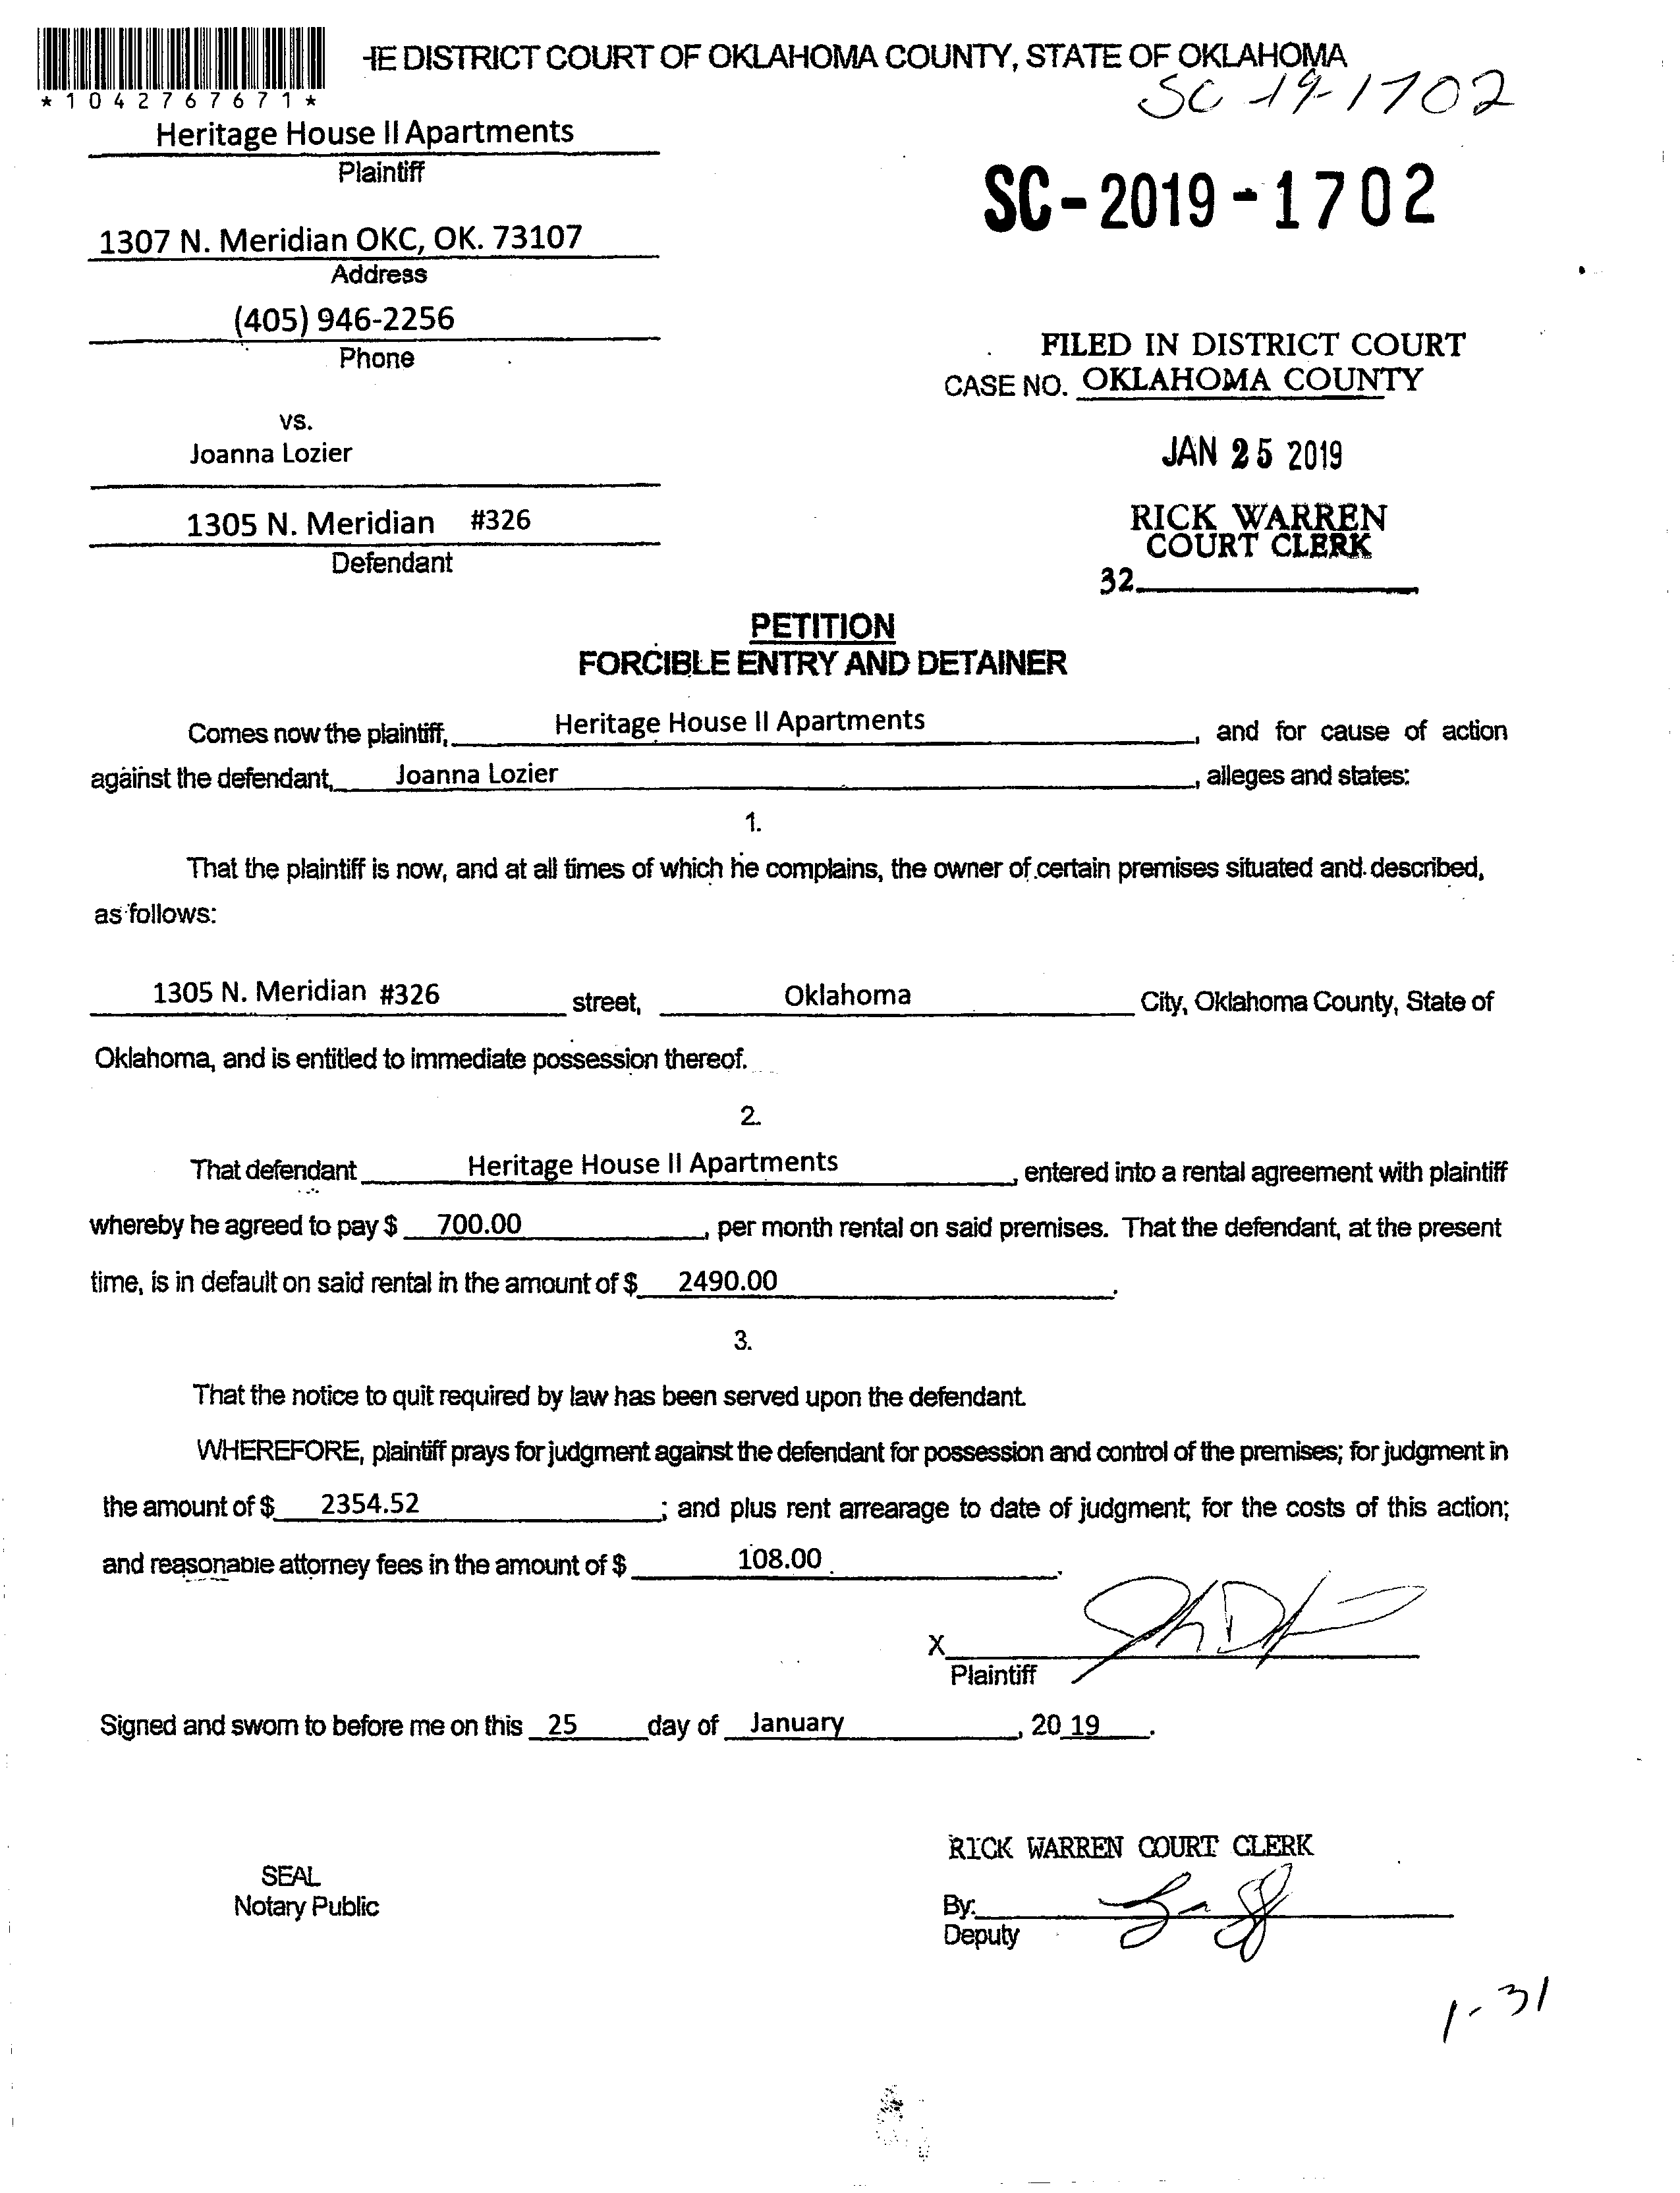 HE DISTRICT COURT OF OKLAHOMA COUNTY, STATE OF OKLAHOMA
*1042767671*
SC-19-1702
Heritage House II Apartments
Plaintiff
SC-2019-1702
1307 N. Meridian OKC, OK. 73107
Address
(405) 946-2256
Phone
FILED IN DISTRICT COURT
CASE NO. OKLAHOMA COUNTY
vs.
Joanna Lozier
JAN 25 2019
1305 N. Meridian #326
Defendant
RICK WARREN
COURT CLERK
32
PETITION
FORCIBLE ENTRY AND DETAINER
Comes now the plaintiff, Heritage House II Apartments, and for cause of action
against the defendant, Joanna Lozier, alleges and states:
1.
That the plaintiff is now, and at all times of which he complains, the owner of certain premises situated and described,
as follows:
1305 N. Meridian #326 street, Oklahoma City, Oklahoma County, State of
Oklahoma, and is entitled to immediate possession thereof.
2.
That defendant Heritage House II Apartments, entered into a rental agreement with plaintiff
whereby he agreed to pay $ 700.00, per month rental on said premises. That the defendant, at the present
time, is in default on said rental in the amount of $ 2490.00.
3.
That the notice to quit required by law has been served upon the defendant.
WHEREFORE, plaintiff prays for judgment against the defendant for possession and control of the premises; for judgment in
the amount of $ 2354.52; and plus rent arrearage to date of judgment; for the costs of this action;
and reasonable attorney fees in the amount of $ 108.00.
X
Plaintiff
Signed and sworn to before me on this 25 day of January, 20 19.
RICK WARREN COURT CLERK
SEAL
Notary Public
By:
Deputy
1-31